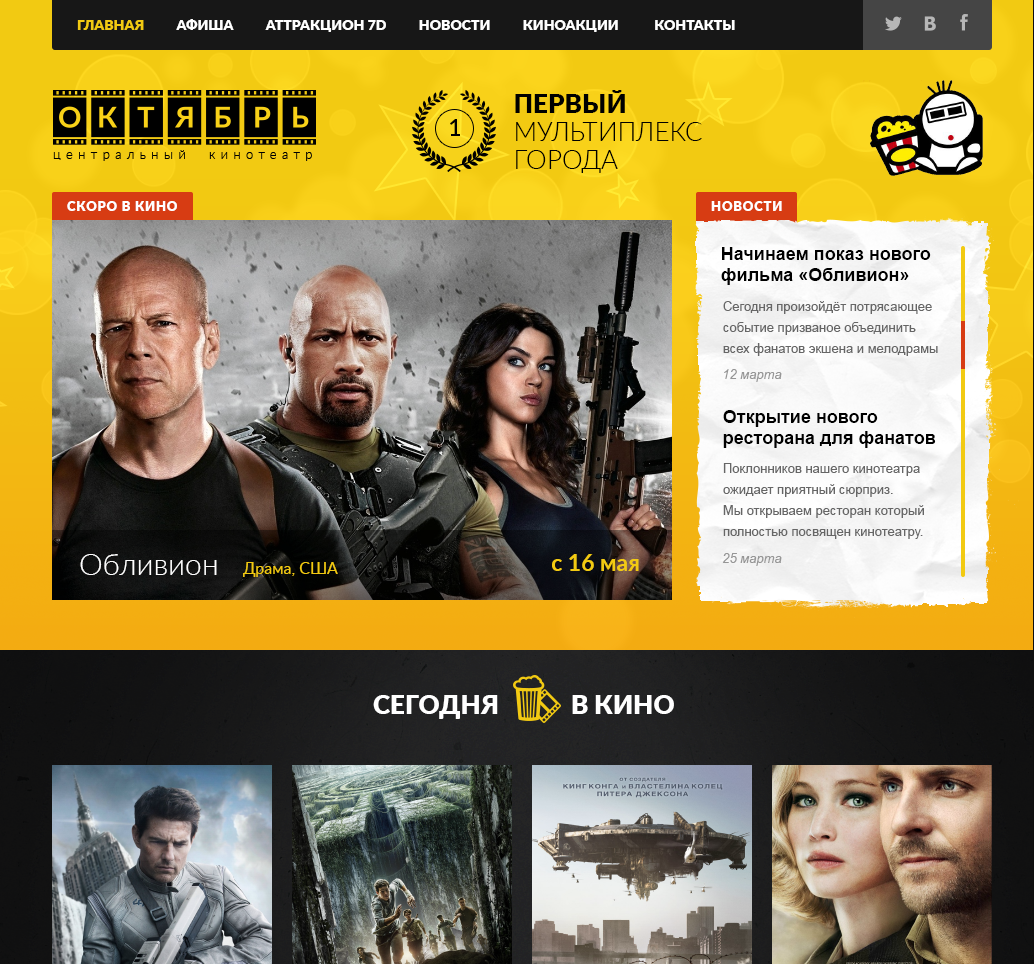 ГЛАВНАЯ АФИША АТТРАКЦИОН 7D НОВОСТИ КИНОАКЦИИ КОНТАКТЫ
ОКТЯБРЬ
центральный кинотеатр
1
ПЕРВЫЙ
МУЛЬТИПЛЕКС
ГОРОДА
СКОРО В КИНО
Обливион Драма, США с 16 мая
НОВОСТИ
Начинаем показ нового
фильма «Обливион»
Сегодня произойдёт потрясающее
событие призваное объединить
всех фанатов экшена и мелодрамы
12 марта
Открытие нового
ресторана для фанатов
Поклонников нашего кинотеатра
ожидает приятный сюрприз.
Мы открываем ресторан который
полностью посвящен кинотеатру.
25 марта
СЕГОДНЯ В КИНО
ОТ СОЗДАТЕЛЯ
КИНГ КОНГА И ВЛАСТЕЛИНА КОЛЕЦ
ПИТЕРА ДЖЕКСОНА